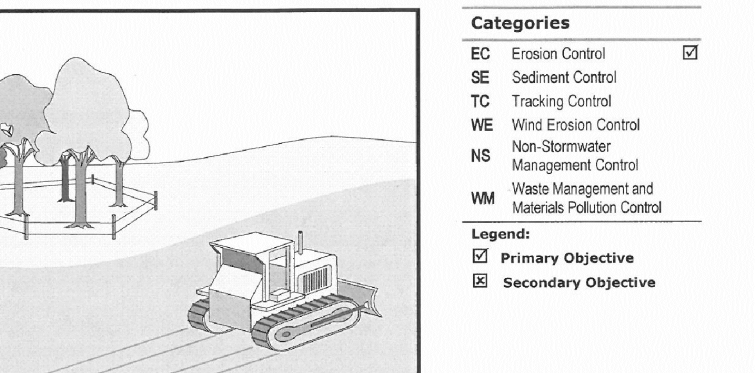 Categories
EC Erosion Control ☑
SE Sediment Control
TC Tracking Control
WE Wind Erosion Control
NS Non-Stormwater
Management Control
WM Waste Management and
Materials Pollution Control
Legend:
☑ Primary Objective
☒ Secondary Objective